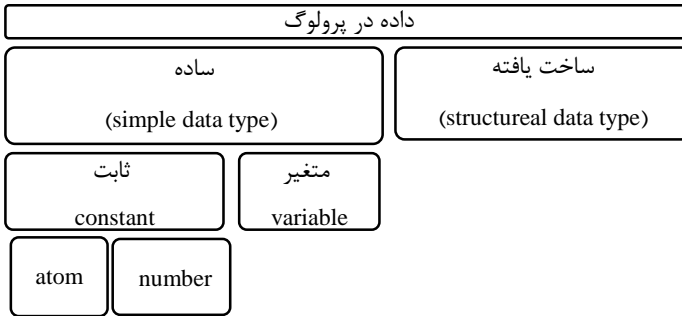 داده در پرولوگ
ساده
(simple data type)
ساخت یافته
(structureal data type)
ثابت
constant
متغیر
variable
atom
number